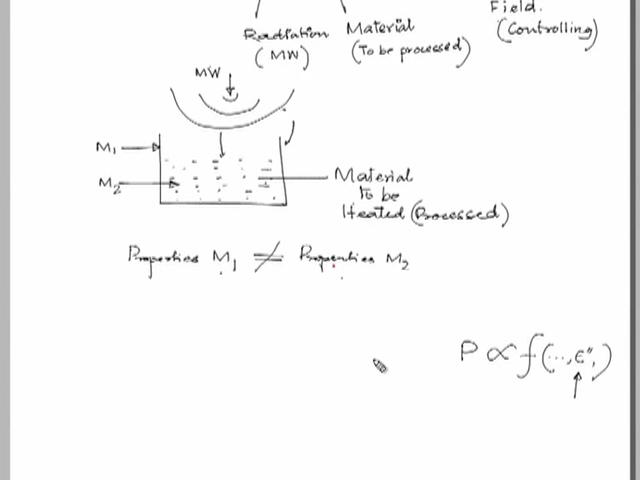 Field.
Radiation Material (Controlling)
(MW) (To be processed)
MW
M1
M2
Material
to be
Heated (Processed)
Properties M1 ≠ Properties M2
P ∝ f(..., ε'',)